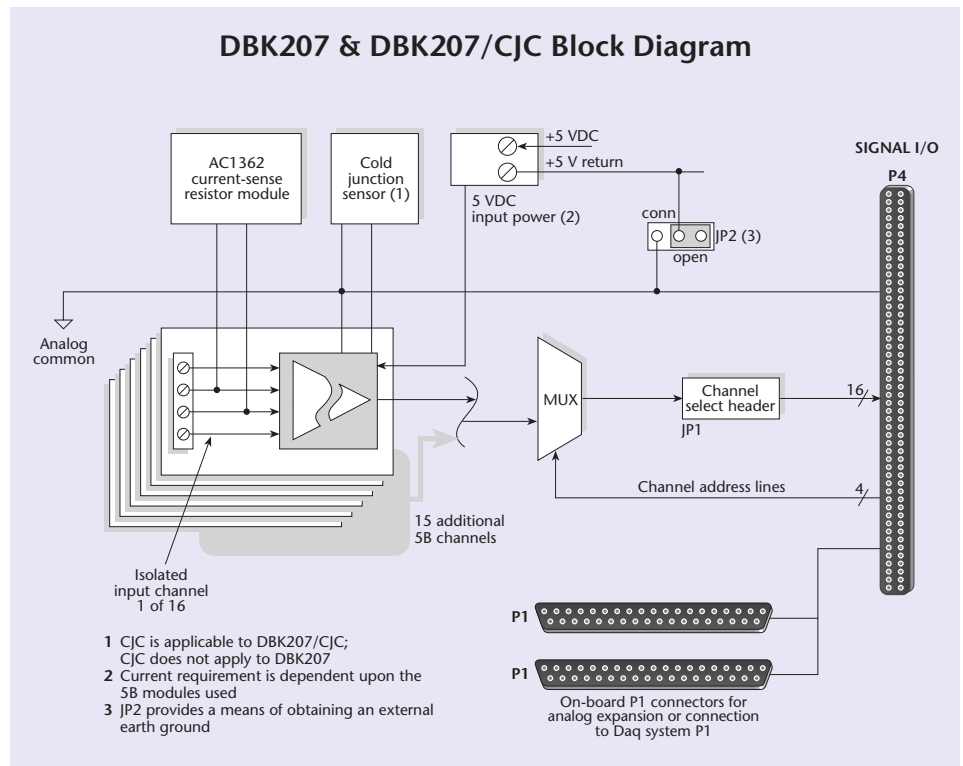 DBK207 & DBK207/CJC Block Diagram
AC1362
current-sense
resistor module
Cold
junction
sensor (1)
+5 VDC
+5 V return
5 VDC
input power (2)
conn
JP2 (3)
open
SIGNAL I/O
P4
Analog
common
MUX
Channel
select header
JP1
16
Channel address lines
4
15 additional
5B channels
Isolated
input channel
1 of 16
P1
P1
On-board P1 connectors for
analog expansion or connection
to Daq system P1
1 CJC is applicable to DBK207/CJC;
CJC does not apply to DBK207
2 Current requirement is dependent upon the
5B modules used
3 JP2 provides a means of obtaining an external
earth ground